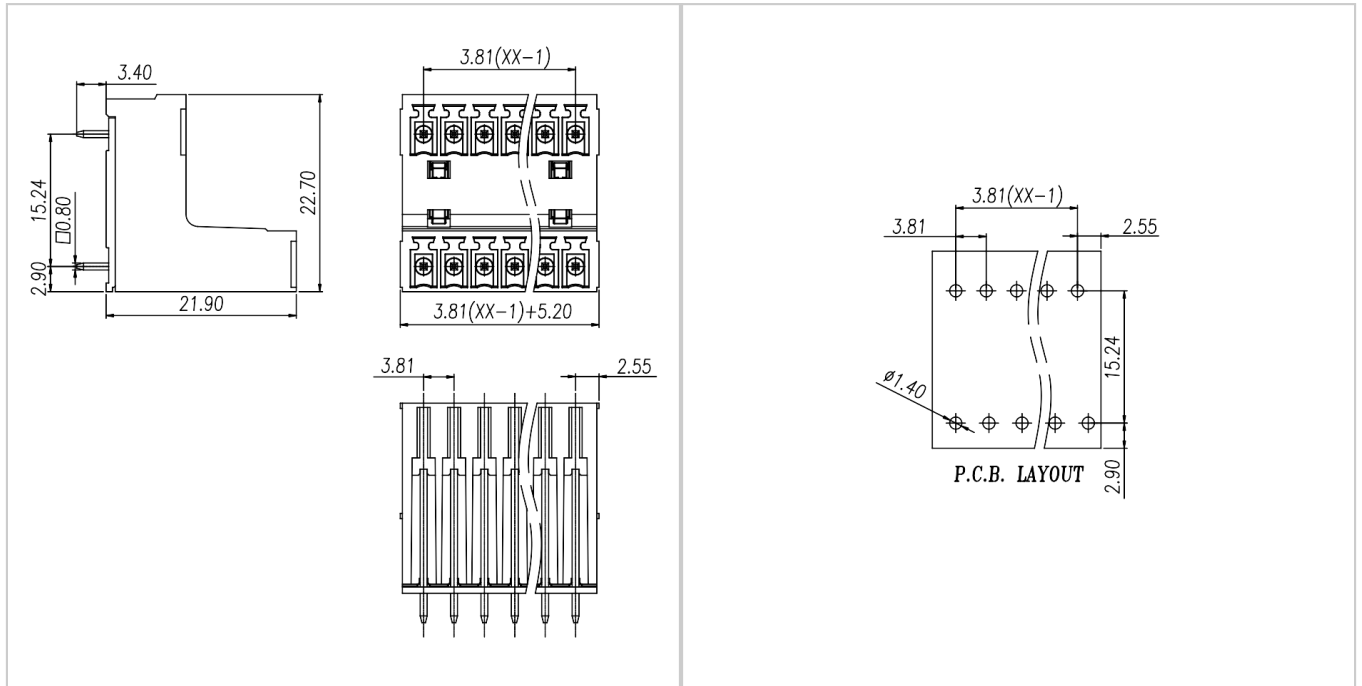 3.40
15.24
□0.80
2.90
22.70
21.90
3.81(XX-1)
3.81(XX-1)+5.20
3.81
2.55
3.81(XX-1)
3.81
2.55
15.24
ø1.40
2.90
P.C.B. LAYOUT